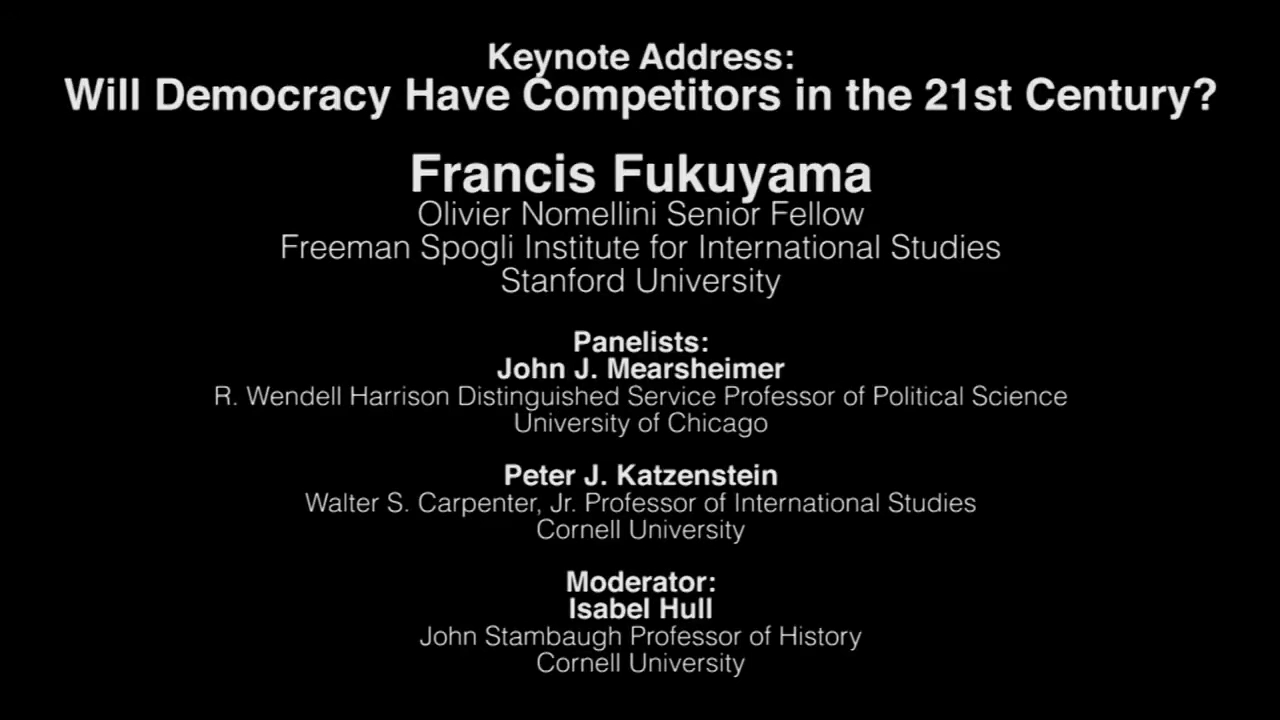 Keynote Address:
Will Democracy Have Competitors in the 21st Century?
Francis Fukuyama
Olivier Nomellini Senior Fellow
Freeman Spogli Institute for International Studies
Stanford University
Panelists:
John J. Mearsheimer
R. Wendell Harrison Distinguished Service Professor of Political Science
University of Chicago
Peter J. Katzenstein
Walter S. Carpenter, Jr. Professor of International Studies
Cornell University
Moderator:
Isabel Hull
John Stambaugh Professor of History
Cornell University